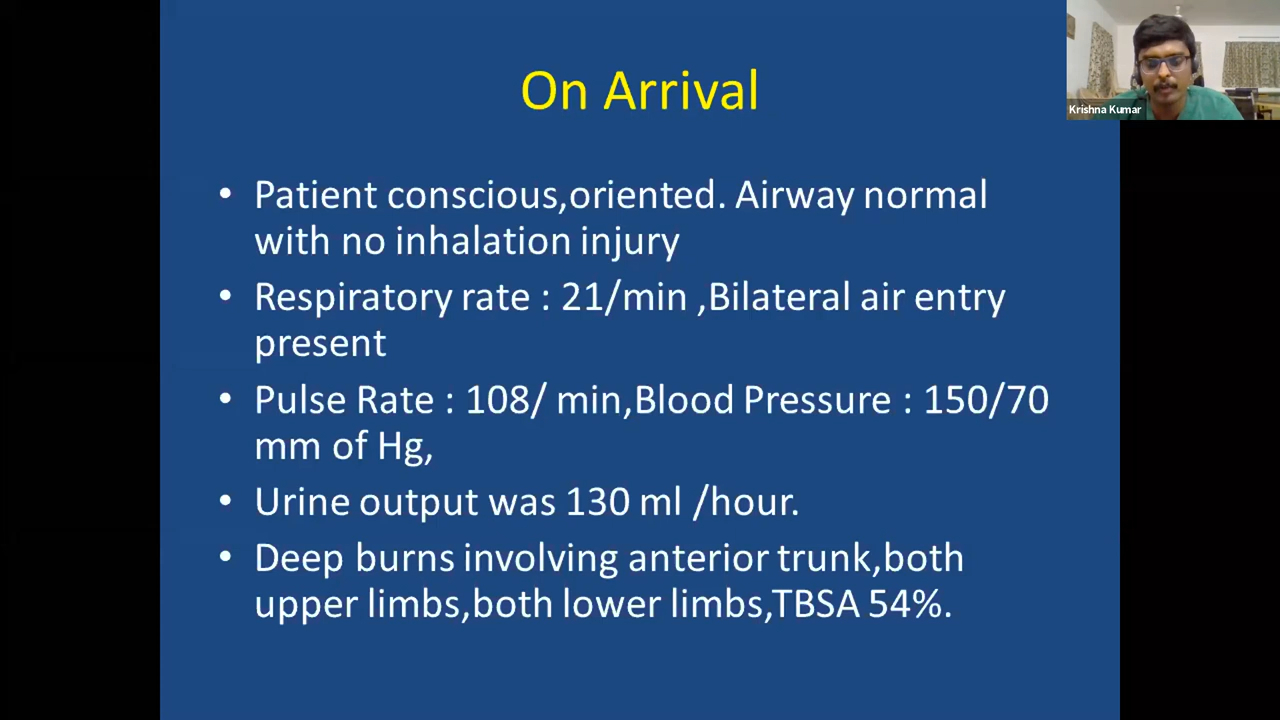 On Arrival
Krishna Kumar
• Patient conscious,oriented. Airway normal
with no inhalation injury
• Respiratory rate : 21/min ,Bilateral air entry
present
• Pulse Rate : 108/ min,Blood Pressure : 150/70
mm of Hg,
• Urine output was 130 ml /hour.
• Deep burns involving anterior trunk,both
upper limbs,both lower limbs,TBSA 54%.